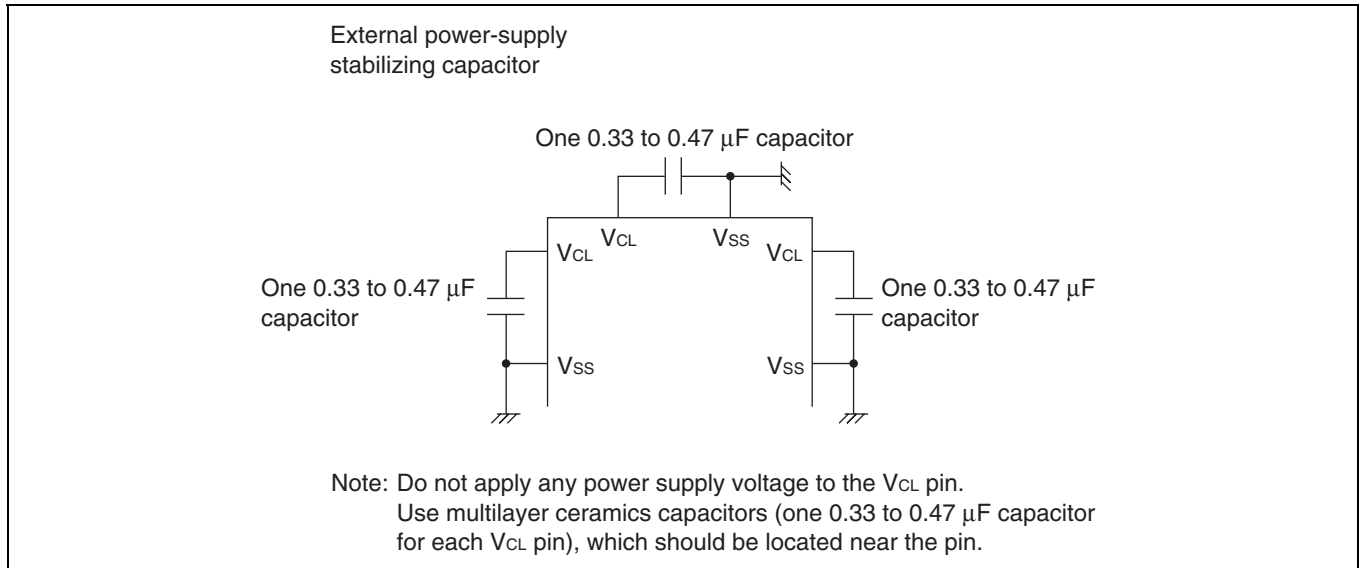 External power-supply
stabilizing capacitor
One 0.33 to 0.47 μF capacitor
VCL
VCL
VSS
VCL
One 0.33 to 0.47 μF
capacitor
One 0.33 to 0.47 μF
capacitor
VSS
VSS
Note: Do not apply any power supply voltage to the VCL pin.
Use multilayer ceramics capacitors (one 0.33 to 0.47 μF capacitor
for each VCL pin), which should be located near the pin.